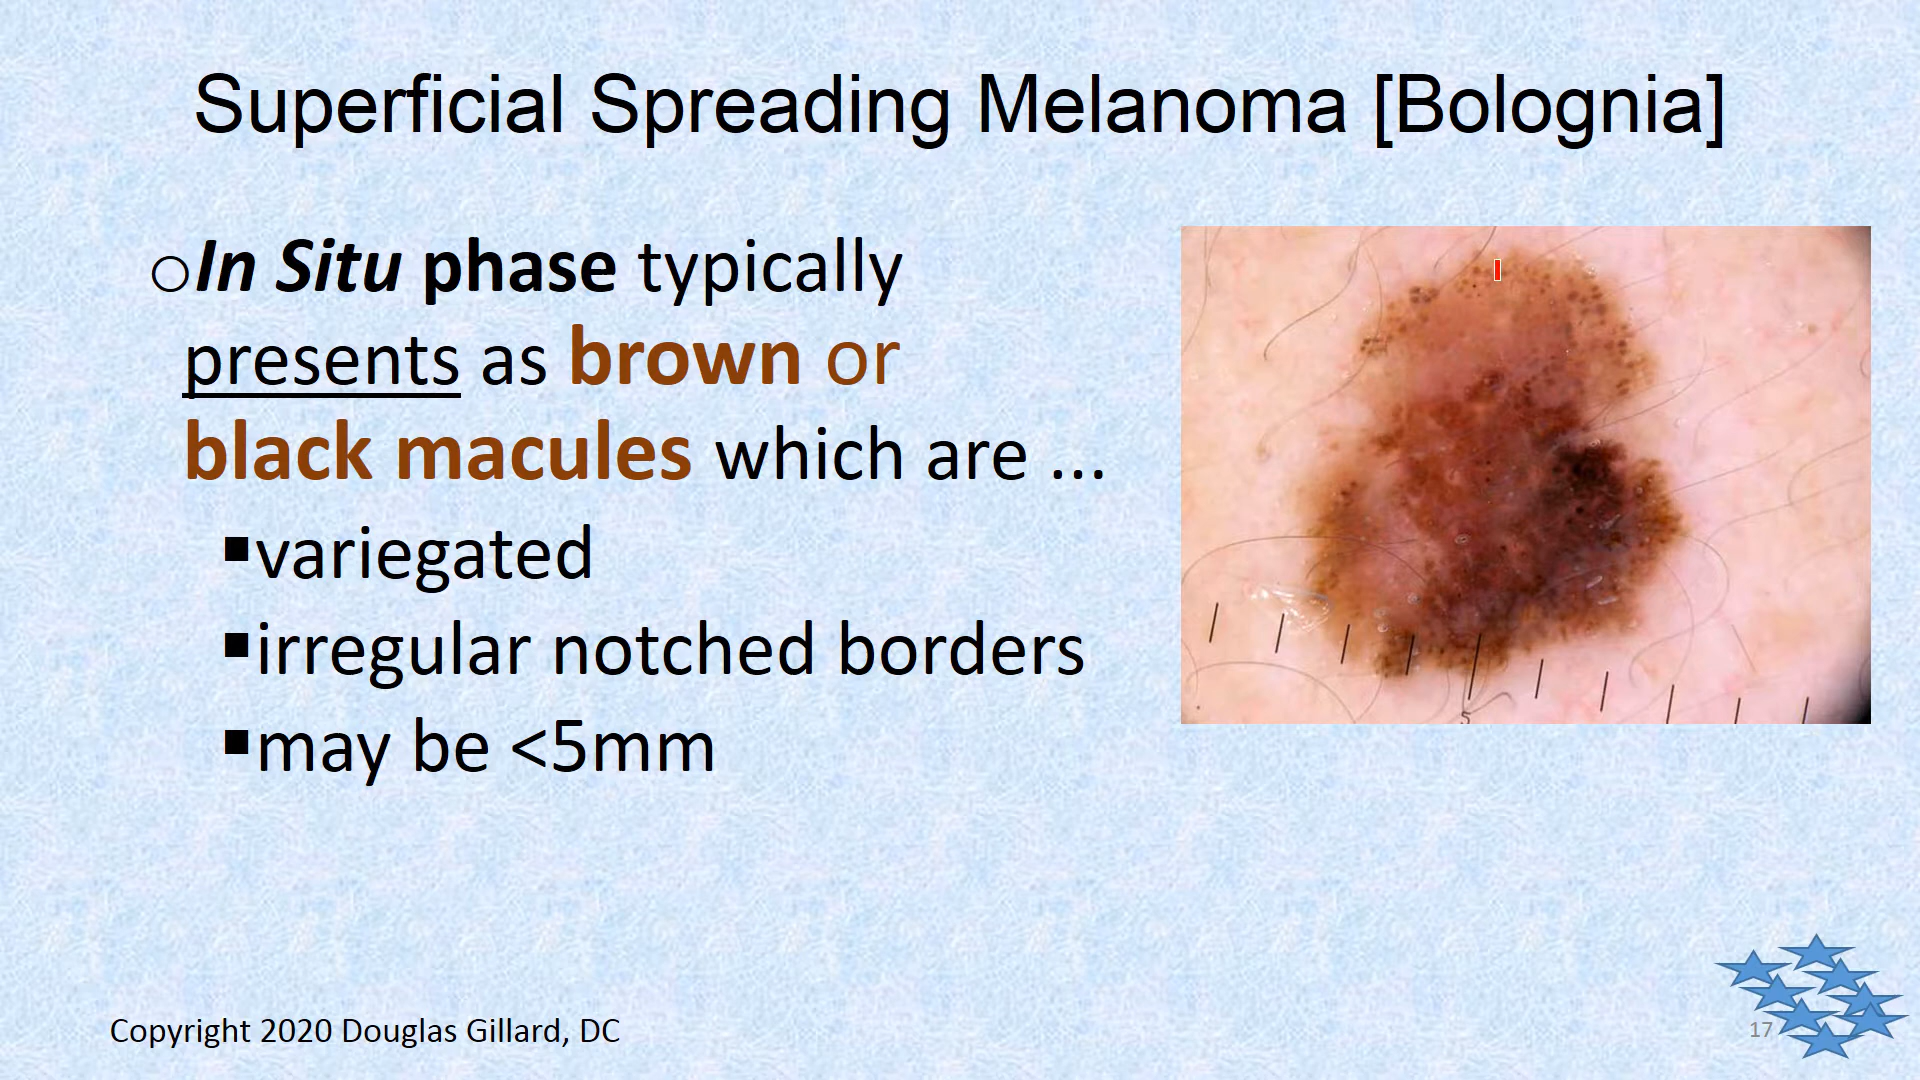 Superficial Spreading Melanoma [Bolognia]
○In Situ phase typically
presents as brown or
black macules which are ...
▪variegated
▪irregular notched borders
▪may be <5mm
5
Copyright 2020 Douglas Gillard, DC
17